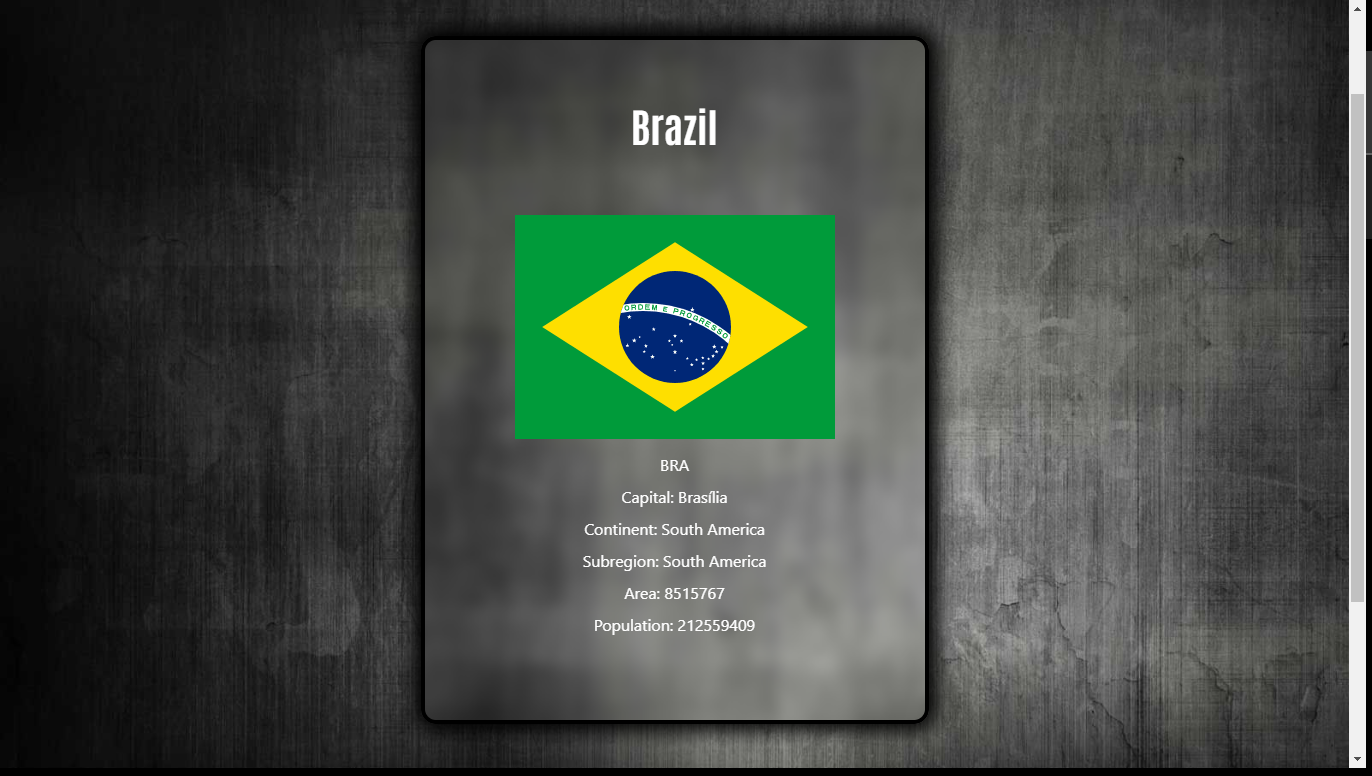 Brazil
ORDEM E PROGRESSO
BRA
Capital: Brasília
Continent: South America
Subregion: South America
Area: 8515767
Population: 212559409